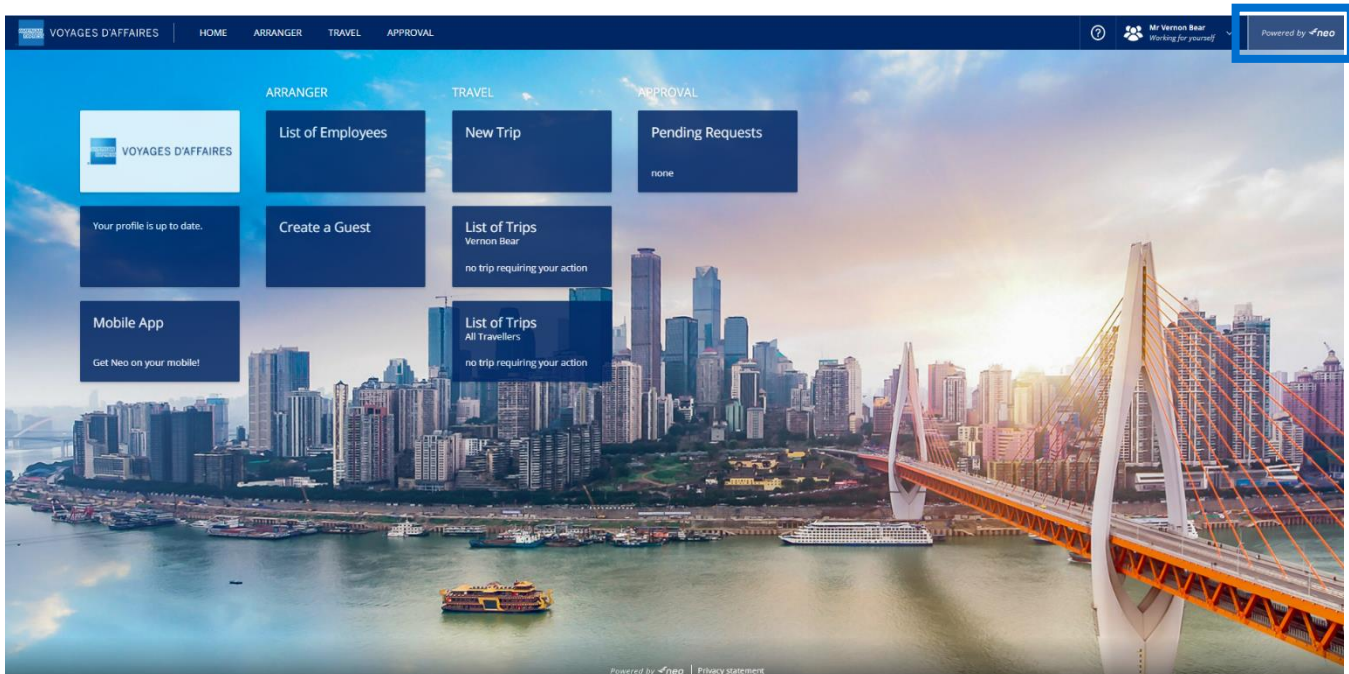 VOYAGES D'AFFAIRES
HOME
ARRANGER
TRAVEL
APPROVAL
Mr Vernon Bear
Working for yourself
Powered by neo
ARRANGER
TRAVEL
APPROVAL
VOYAGES D'AFFAIRES
List of Employees
New Trip
Pending Requests
none
Your profile is up to date.
Create a Guest
List of Trips
Vernon Bear
no trip requiring your action
Mobile App
Get Neo on your mobile!
List of Trips
All Travellers
no trip requiring your action
Powered by neo | Privacy statement